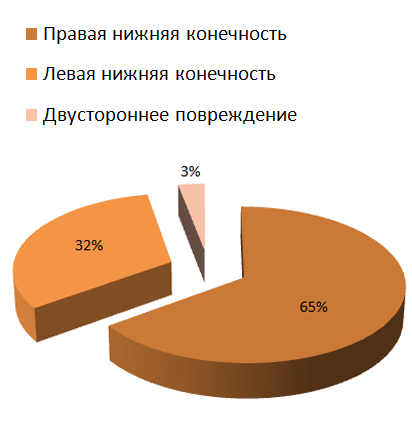 Правая нижняя конечность
Левая нижняя конечность
Двустороннее повреждение
3%
32%
65%